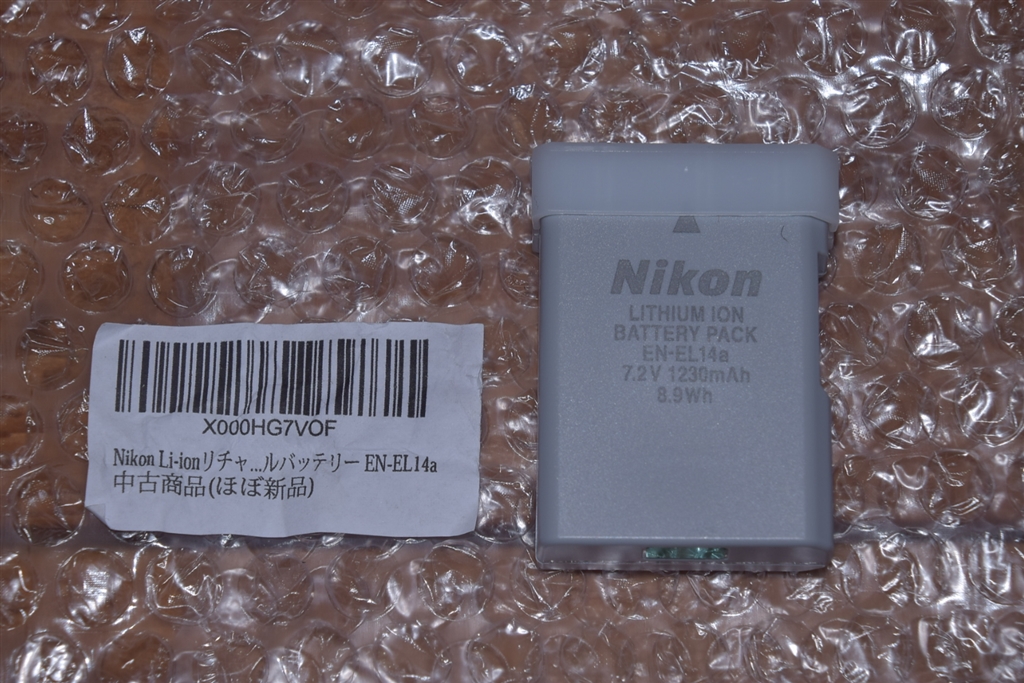 X000HG7VOF
Nikon Li-ionリチャ...ルバッテリー EN-EL14a
中古商品(ほぼ新品)
Nikon
LITHIUM ION
BATTERY PACK
EN-EL14a
7.2V 1230mAh
8.9Wh